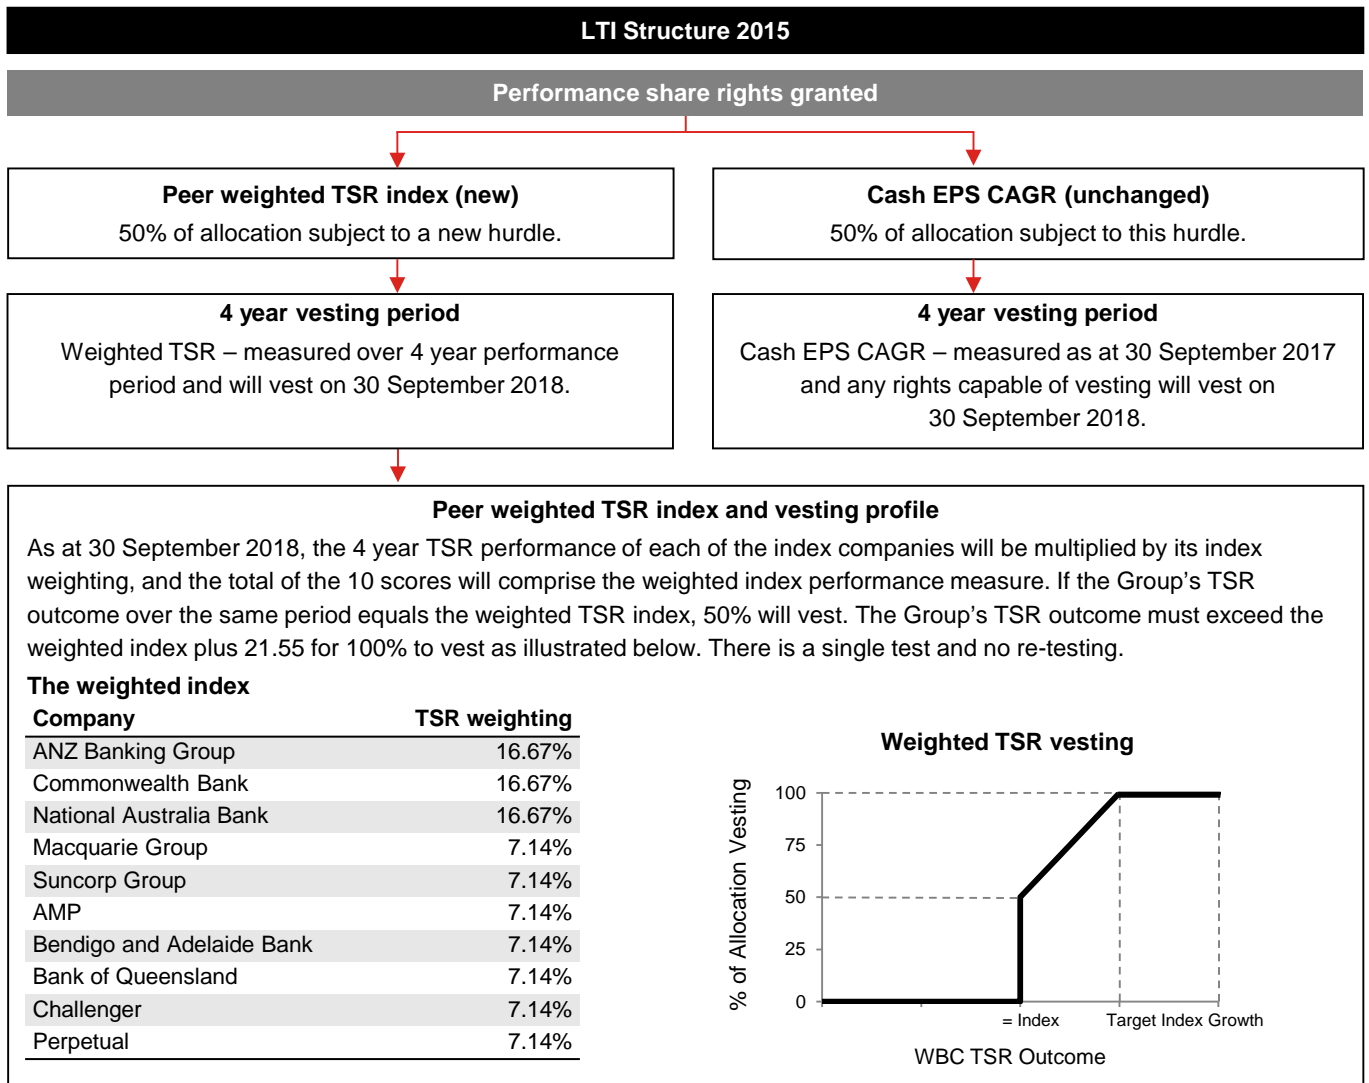 LTI Structure 2015
Performance share rights granted
Peer weighted TSR index (new)
50% of allocation subject to a new hurdle.
Cash EPS CAGR (unchanged)
50% of allocation subject to this hurdle.
4 year vesting period
Weighted TSR – measured over 4 year performance
period and will vest on 30 September 2018.
4 year vesting period
Cash EPS CAGR – measured as at 30 September 2017
and any rights capable of vesting will vest on
30 September 2018.
Peer weighted TSR index and vesting profile
As at 30 September 2018, the 4 year TSR performance of each of the index companies will be multiplied by its index
weighting, and the total of the 10 scores will comprise the weighted index performance measure. If the Group’s TSR
outcome over the same period equals the weighted TSR index, 50% will vest. The Group’s TSR outcome must exceed the
weighted index plus 21.55 for 100% to vest as illustrated below. There is a single test and no re-testing.
The weighted index
Company TSR weighting
ANZ Banking Group 16.67%
Commonwealth Bank 16.67%
National Australia Bank 16.67%
Macquarie Group 7.14%
Suncorp Group 7.14%
AMP 7.14%
Bendigo and Adelaide Bank 7.14%
Bank of Queensland 7.14%
Challenger 7.14%
Perpetual 7.14%
Weighted TSR vesting
% of Allocation Vesting
100
75
50
25
0
= Index Target Index Growth
WBC TSR Outcome